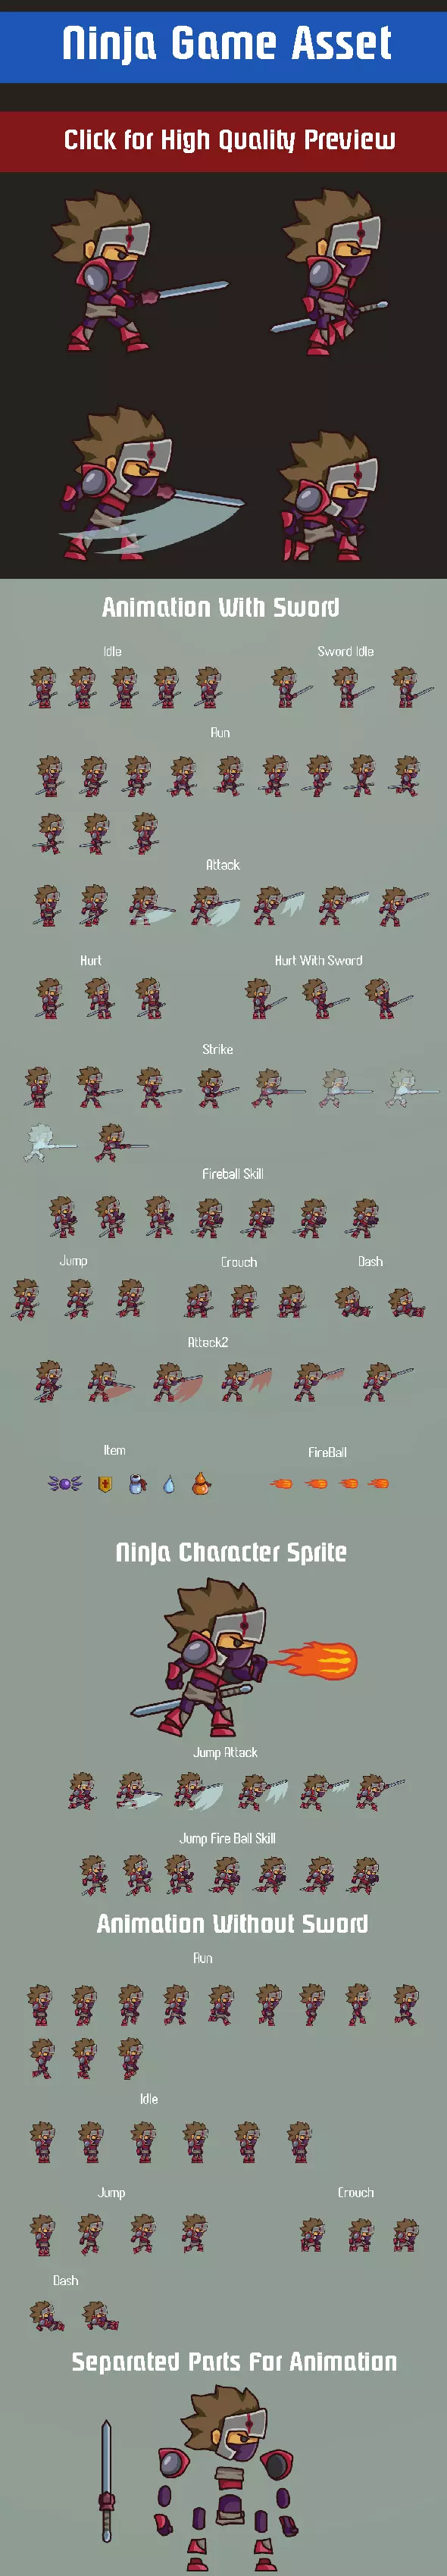 Ninja Game Asset
Click for High Quality Preview
Animation With Sword
Idle
Sword Idle
Run
Attack
Hurt
Hurt With Sword
Strike
Fireball Skill
Jump
Crouch
Dash
Atteck2
Item
FireBall
Ninja Character Sprite
Jump Attack
Jump Fire Ball Skill
Animation Without Sword
Run
Idle
Jump
Crouch
Dash
Separated Parts For Animation